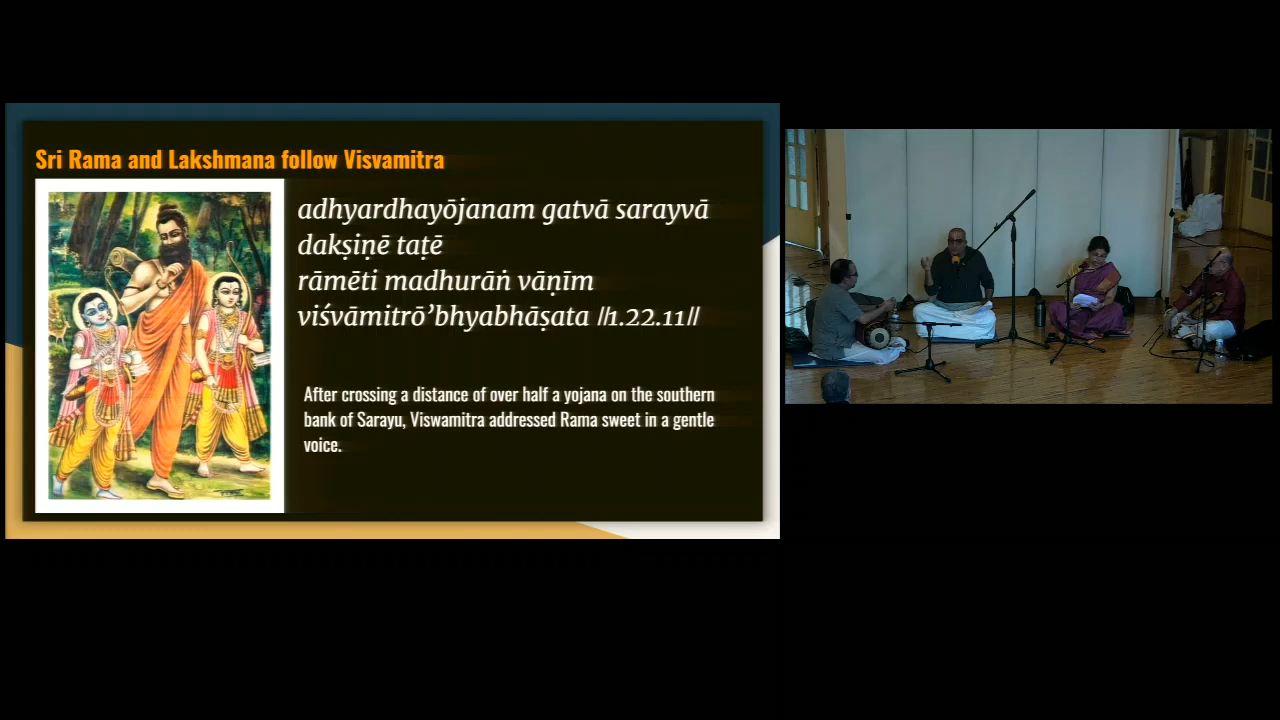 Sri Rama and Lakshmana follow Visvamitra
adhyardhayōjanam gatvā sarayvā
dakṣiṇē taṭē
rāmēti madhurāṅ vāṇīm
viśvāmitrō’bhyabhāṣata //1.22.11//
After crossing a distance of over half a yojana on the southern
bank of Sarayu, Viswamitra addressed Rama sweet in a gentle
voice.